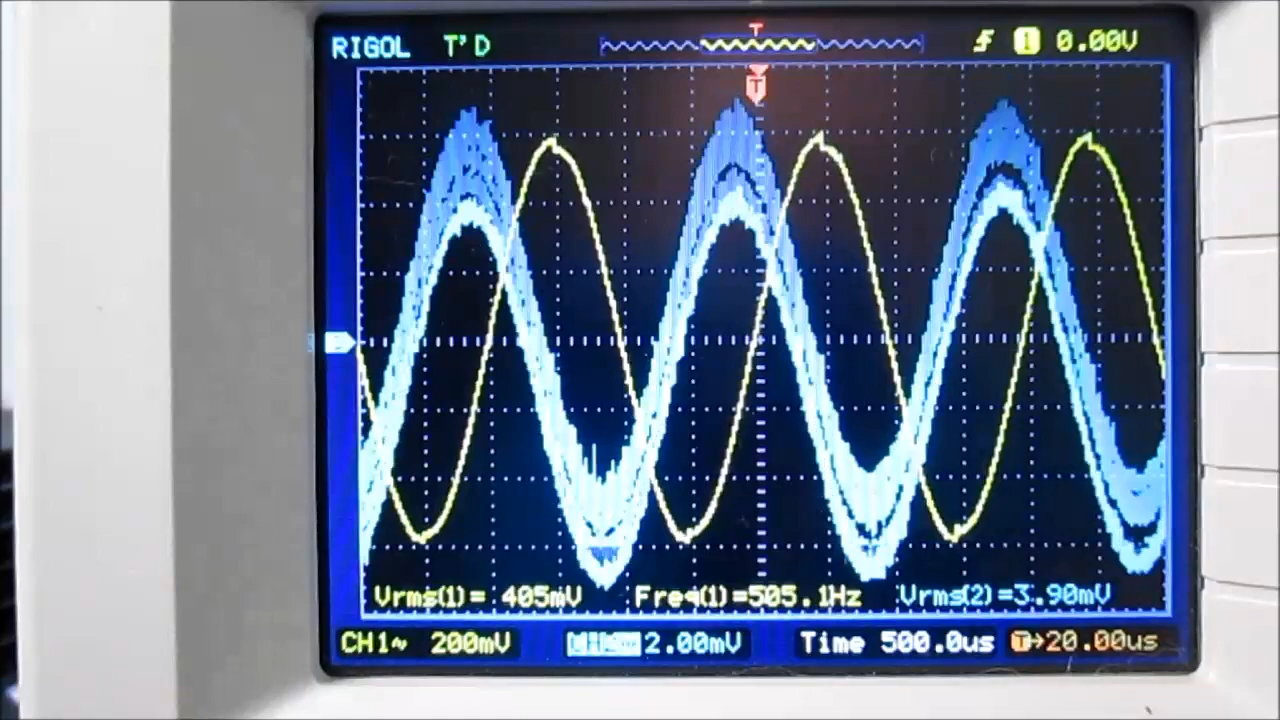 RIGOL T'D T 1 0.00V
T
Vrms(1)= 405mV Freq(1)=505.1Hz Vrms(2)=3.90mV
CH1~ 200mV 2.00mV Time 500.0us T→20.00us